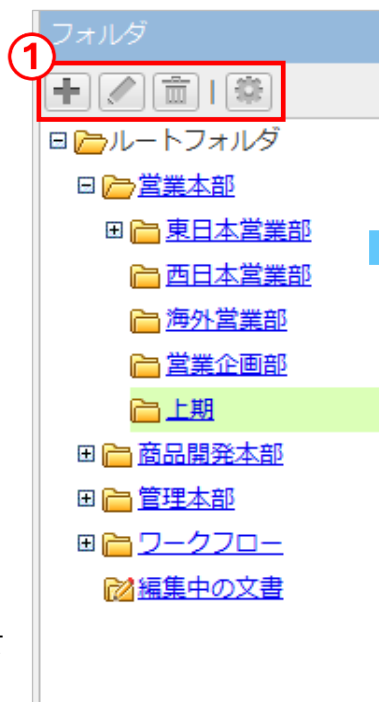 フォルダ
1
ルートフォルダ
営業本部
東日本営業部
西日本営業部
海外営業部
営業企画部
上期
商品開発本部
管理本部
ワークフロー
編集中の文書